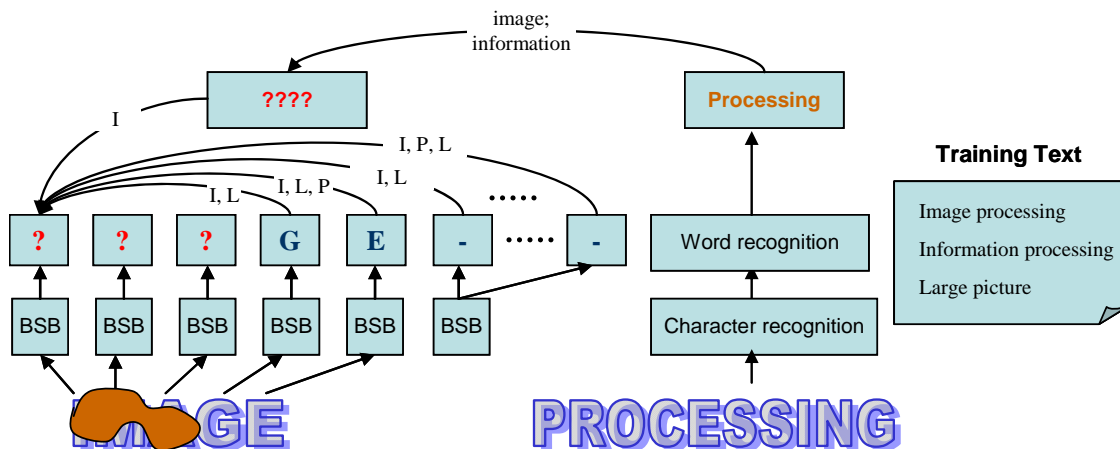 image;
information
????
Processing
I
I, P, L
I, L
I, L, P
I, L
Training Text
? ? ? G E - ..... -
.....
Word recognition
Image processing
Information processing
Large picture
BSB BSB BSB BSB BSB BSB
Character recognition
IMAGE PROCESSING